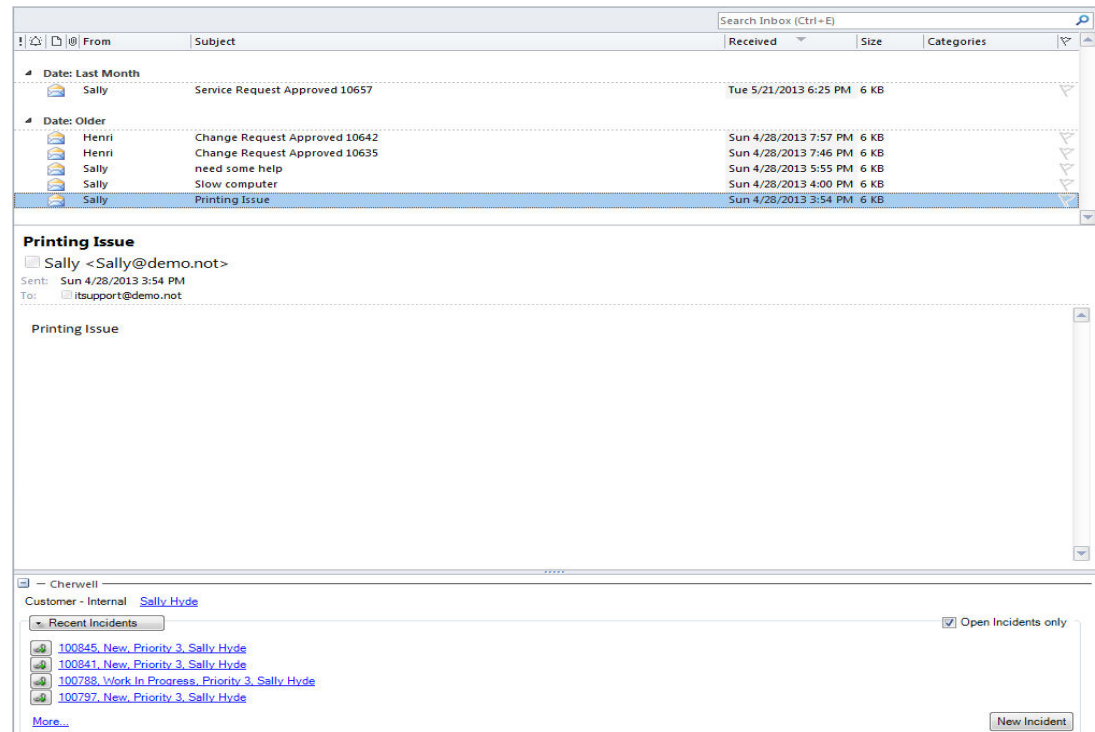 Search Inbox (Ctrl+E)
! From Subject Received Size Categories
Date: Last Month
Sally Service Request Approved 10657 Tue 5/21/2013 6:25 PM 6 KB
Date: Older
Henri Change Request Approved 10642 Sun 4/28/2013 7:57 PM 6 KB
Henri Change Request Approved 10635 Sun 4/28/2013 7:46 PM 6 KB
Sally need some help Sun 4/28/2013 5:55 PM 6 KB
Sally Slow computer Sun 4/28/2013 4:00 PM 6 KB
Sally Printing Issue Sun 4/28/2013 3:54 PM 6 KB
Printing Issue
Sally <Sally@demo.not>
Sent: Sun 4/28/2013 3:54 PM
To: itsupport@demo.not
Printing Issue
Cherwell
Customer - Internal Sally Hyde
Recent Incidents Open Incidents only
100845, New, Priority 3, Sally Hyde
100841, New, Priority 3, Sally Hyde
100788, Work In Progress, Priority 3, Sally Hyde
100797, New, Priority 3, Sally Hyde
More... New Incident